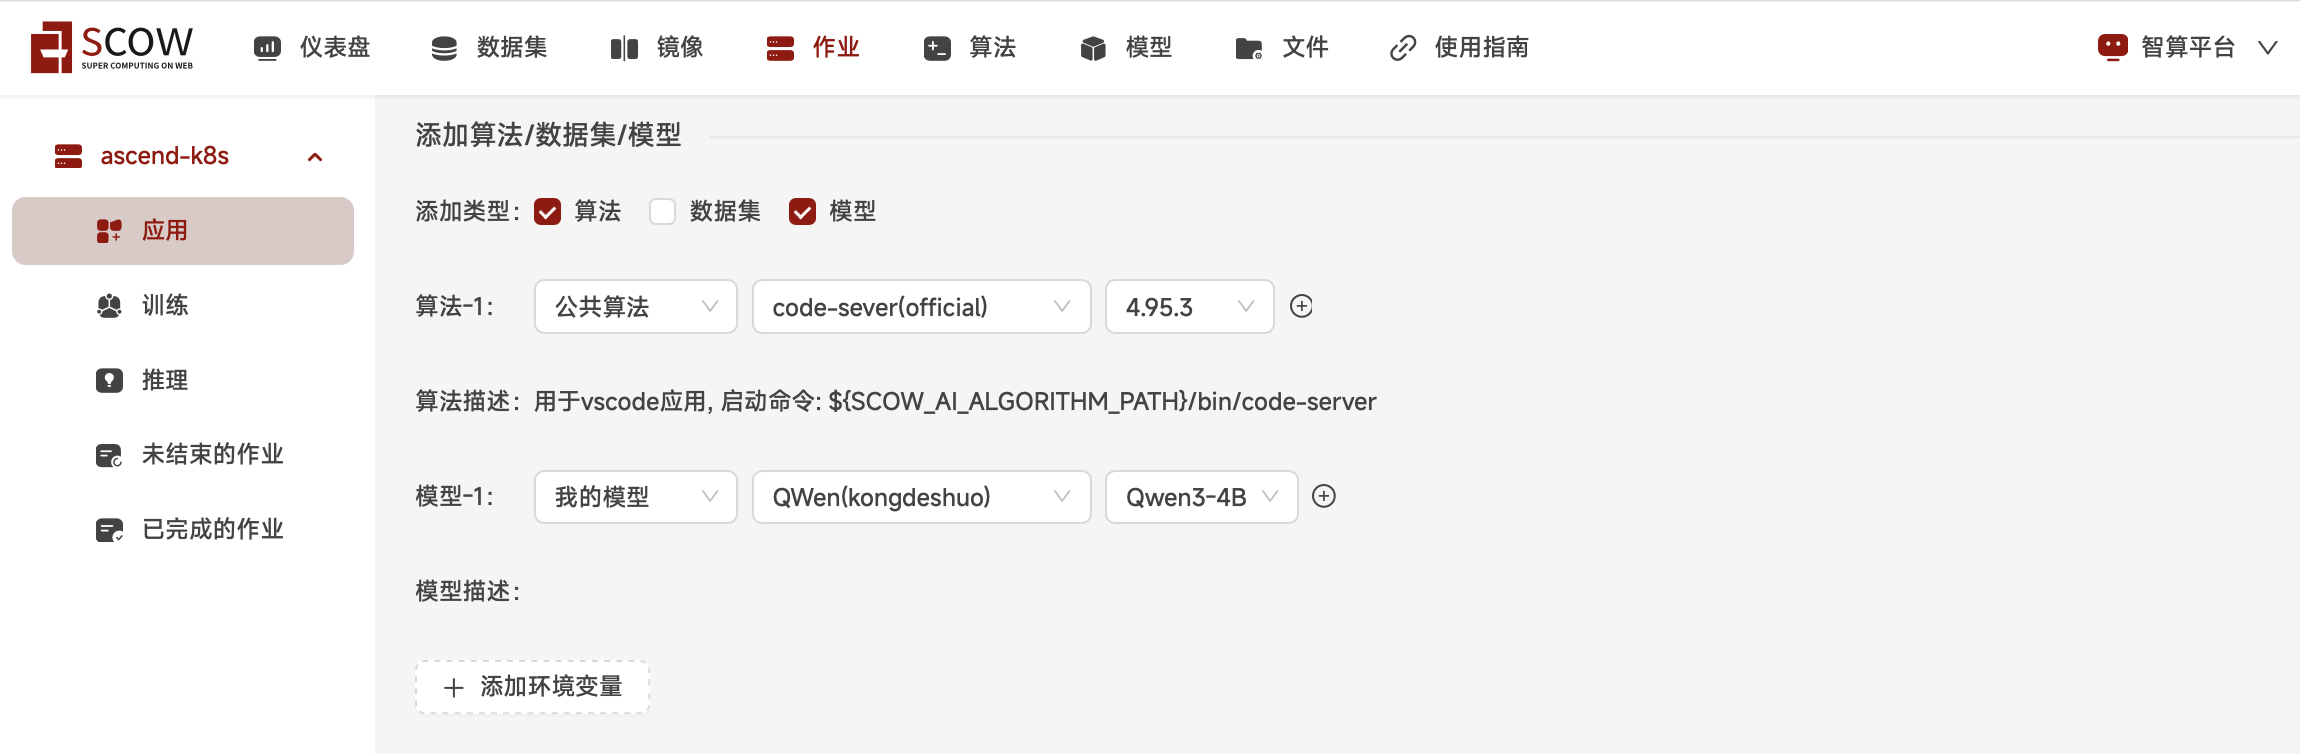 SCOW
SUPER COMPUTING ON WEB
仪表盘 数据集 镜像 作业 算法 模型 文件 使用指南 智算平台
ascend-k8s
应用
训练
推理
未结束的作业
已完成的作业
添加算法/数据集/模型
添加类型： 算法 数据集 模型
算法-1： 公共算法 code-sever(official) 4.95.3
算法描述： 用于vscode应用, 启动命令: ${SCOW_AI_ALGORITHM_PATH}/bin/code-server
模型-1： 我的模型 QWen(kongdeshuo) Qwen3-4B
模型描述：
添加环境变量